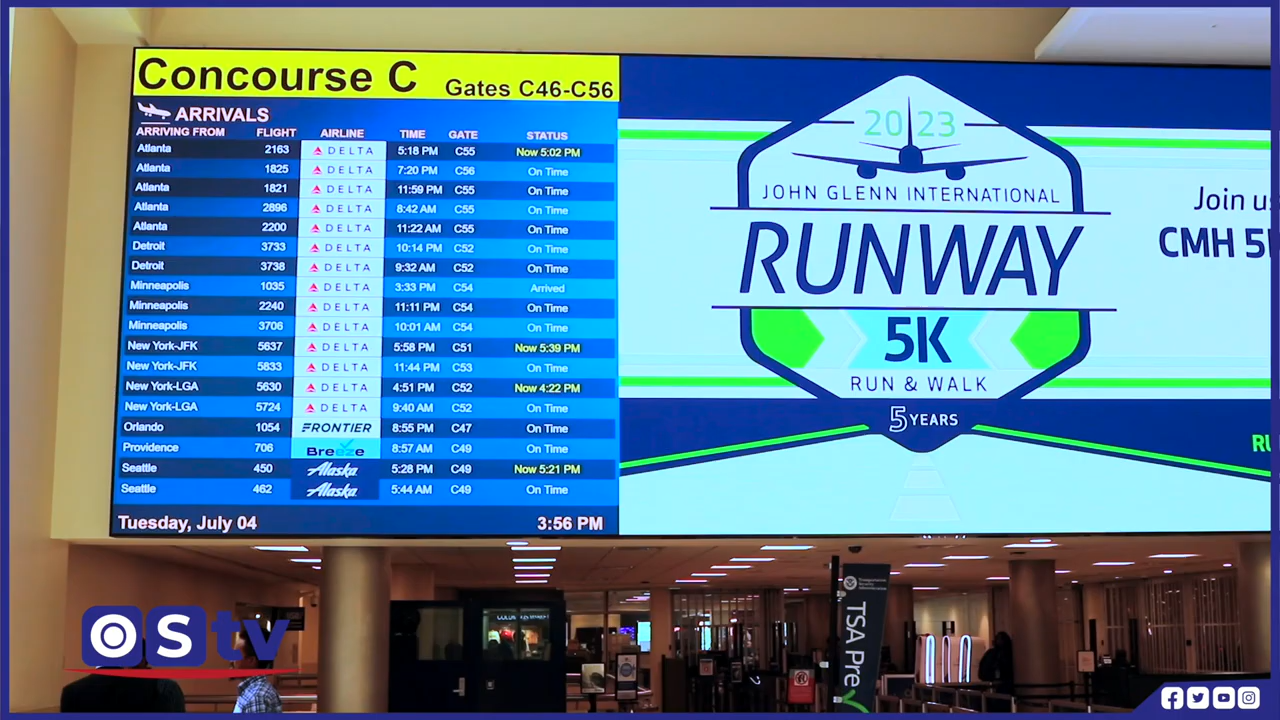 Concourse C Gates C46-C56
ARRIVALS
ARRIVING FROM FLIGHT AIRLINE TIME GATE STATUS
Atlanta 2163 DELTA 5:18 PM C55 Now 5:02 PM
Atlanta 1825 DELTA 7:20 PM C56 On Time
Atlanta 1821 DELTA 11:59 PM C55 On Time
Atlanta 2896 DELTA 8:42 AM C55 On Time
Atlanta 2200 DELTA 11:22 AM C55 On Time
Detroit 3733 DELTA 10:14 PM C52 On Time
Detroit 3738 DELTA 9:32 AM C52 On Time
Minneapolis 1035 DELTA 3:33 PM C54 Arrived
Minneapolis 2240 DELTA 11:11 PM C54 On Time
Minneapolis 3706 DELTA 10:01 AM C54 On Time
New York-JFK 5637 DELTA 5:58 PM C51 Now 5:39 PM
New York-JFK 5833 DELTA 11:44 PM C53 On Time
New York-LGA 5630 DELTA 4:51 PM C52 Now 4:22 PM
New York-LGA 5724 DELTA 9:40 AM C52 On Time
Orlando 1054 FRONTIER 8:55 PM C47 On Time
Providence 706 Breeze 8:57 AM C49 On Time
Seattle 450 Alaska 5:28 PM C49 Now 5:21 PM
Seattle 462 Alaska 5:44 AM C49 On Time
Tuesday, July 04 3:56 PM
2023
JOHN GLENN INTERNATIONAL
RUNWAY
5K
RUN & WALK
5 YEARS
Join u
CMH 5
RU
Transportation
Security
Administration
TSA Pre
OStv